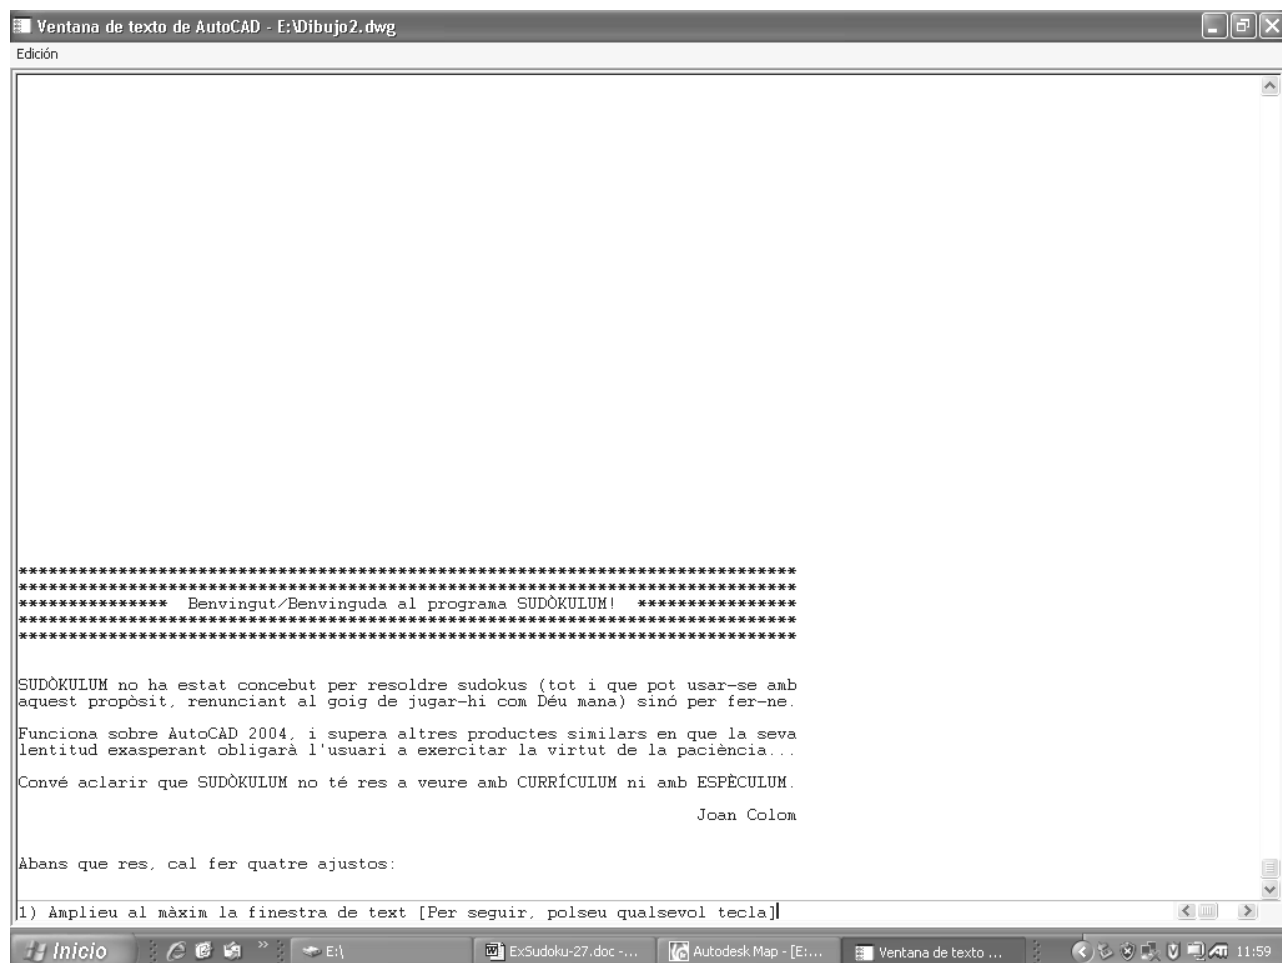 Ventana de texto de AutoCAD - E:\Dibujo2.dwg
Edición
******************************************************************************
******************************************************************************
***************  Benvingut/Benvinguda al programa SUDÒKULUM!  ****************
******************************************************************************
******************************************************************************
SUDÒKULUM no ha estat concebut per resoldre sudokus (tot i que pot usar-se amb
aquest propòsit, renunciant al goig de jugar-hi com Déu mana) sinó per fer-ne.
Funciona sobre AutoCAD 2004, i supera altres productes similars en que la seva
lentitud exasperant obligarà l'usuari a exercitar la virtut de la paciència...
Convé aclarir que SUDÒKULUM no té res a veure amb CURRÍCULUM ni amb ESPÈCULUM.
Joan Colom
Abans que res, cal fer quatre ajustos:
1) Amplieu al màxim la finestra de text [Per seguir, polseu qualsevol tecla]
Inicio » E:\ ExSudoku-27.doc -... Autodesk Map - [E:... Ventana de texto ... 11:59